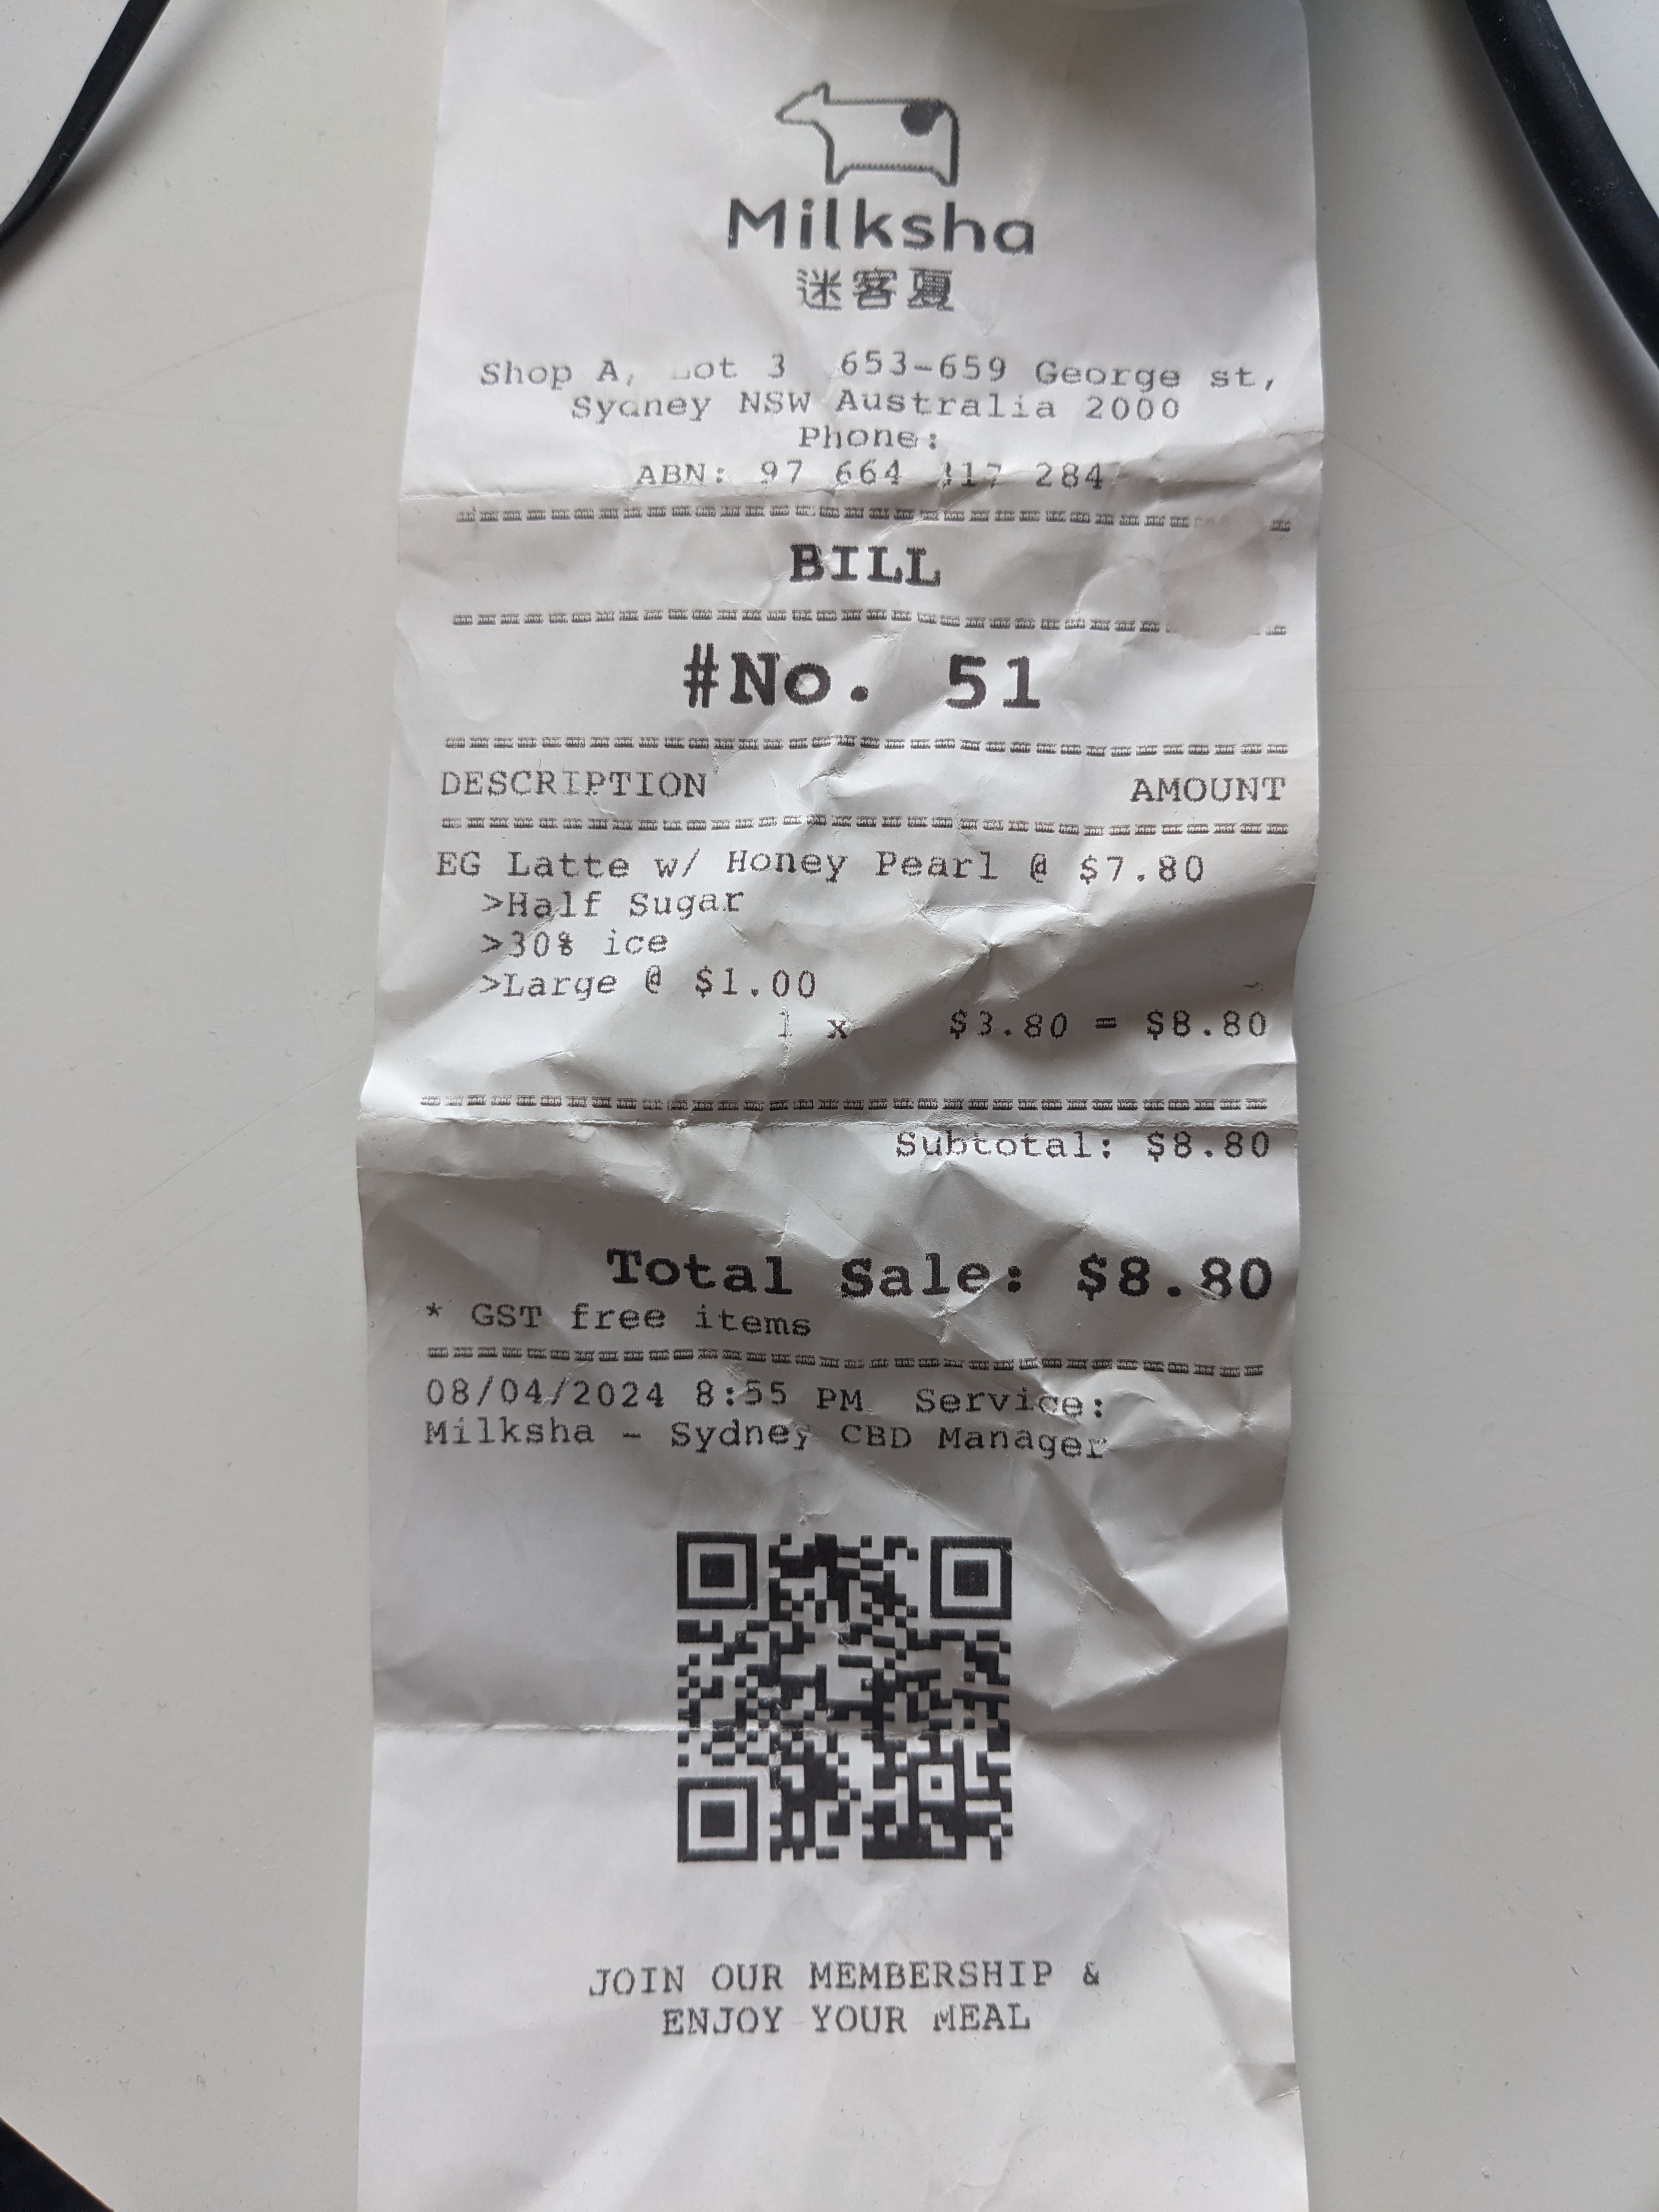 Milksha
迷客夏
Shop A, Lot 3 653-659 George st,
Sydney NSW Australia 2000
Phone:
ABN: 97 664 284
BILL
#No. 51
DESCRIPTION AMOUNT
EG Latte w/ Honey Pearl @ $7.80
>Half Sugar
>30% ice
>Large @ $1.00
1 x $8.80 = $8.80
Subtotal: $8.80
Total Sale: $8.80
* GST free items
08/04/2024 8:55 PM Service:
Milksha - Sydney CBD Manager
JOIN OUR MEMBERSHIP &
ENJOY YOUR MEAL